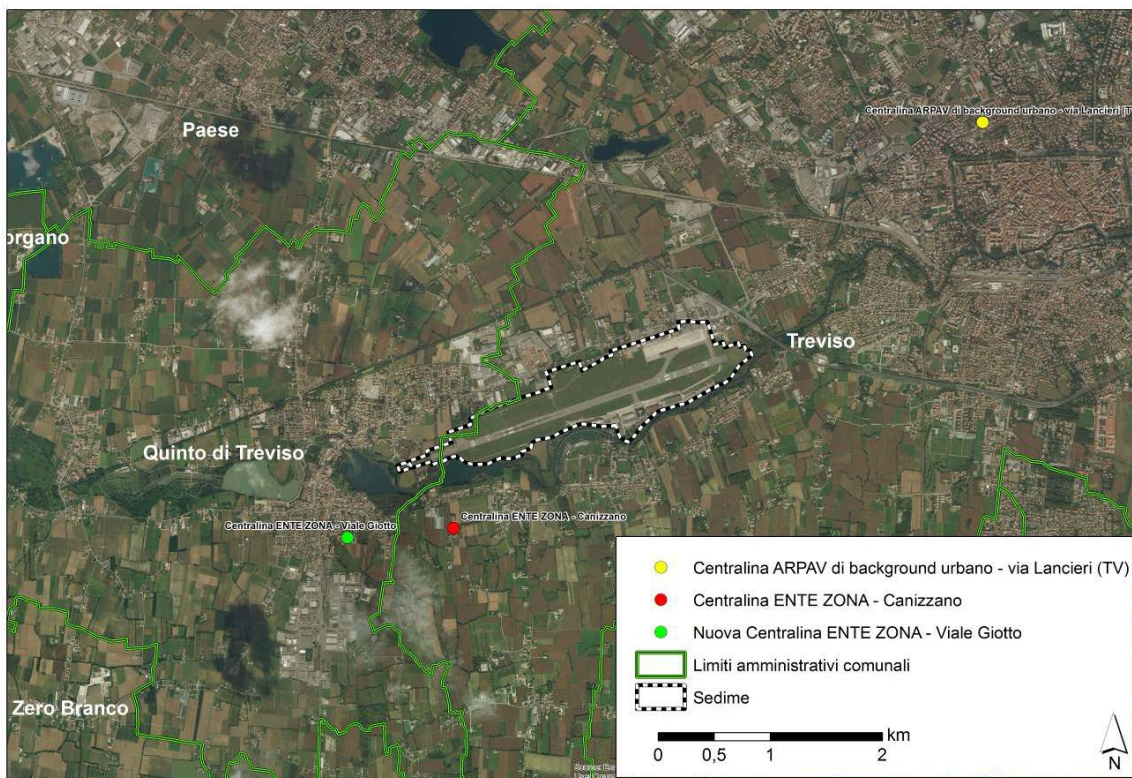 Centralina ARPAV di background urbano - via Lancieri (T
Paese
organo
Treviso
Quinto di Treviso
Centralina ENTE ZONA - Viale Giotto
Centralina ENTE ZONA - Canizzano
Zero Branco
Centralina ARPAV di background urbano - via Lancieri (TV)
Centralina ENTE ZONA - Canizzano
Nuova Centralina ENTE ZONA - Viale Giotto
Limiti amministrativi comunali
Sedime
km
0 0,5 1 2
N